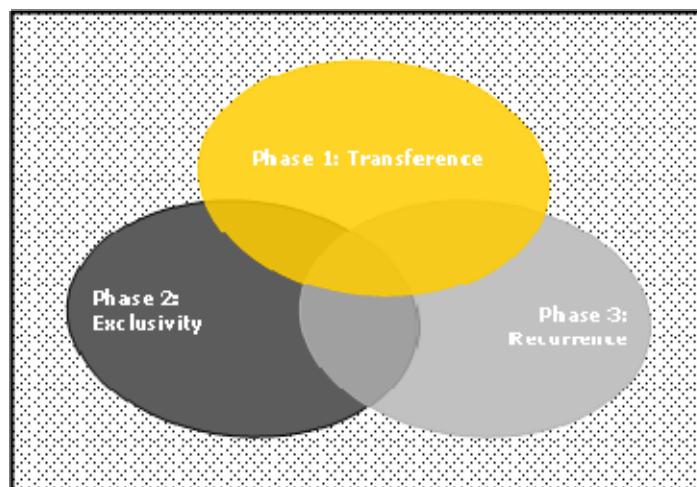 Phase 1: Transference
Phase 2:
Exclusivity
Phase 3:
Recurrence